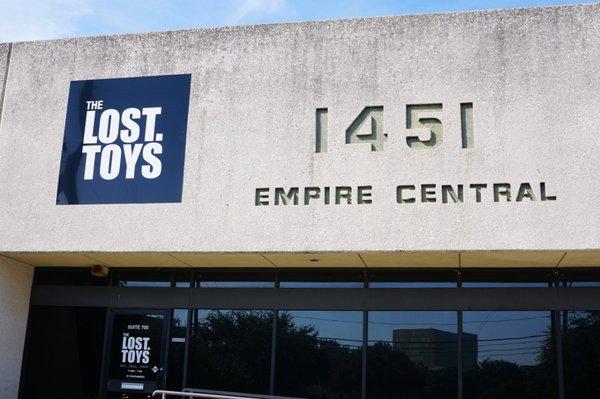 THE
LOST.
TOYS
1451
EMPIRE CENTRAL
SUITE 700
THE
LOST.
TOYS